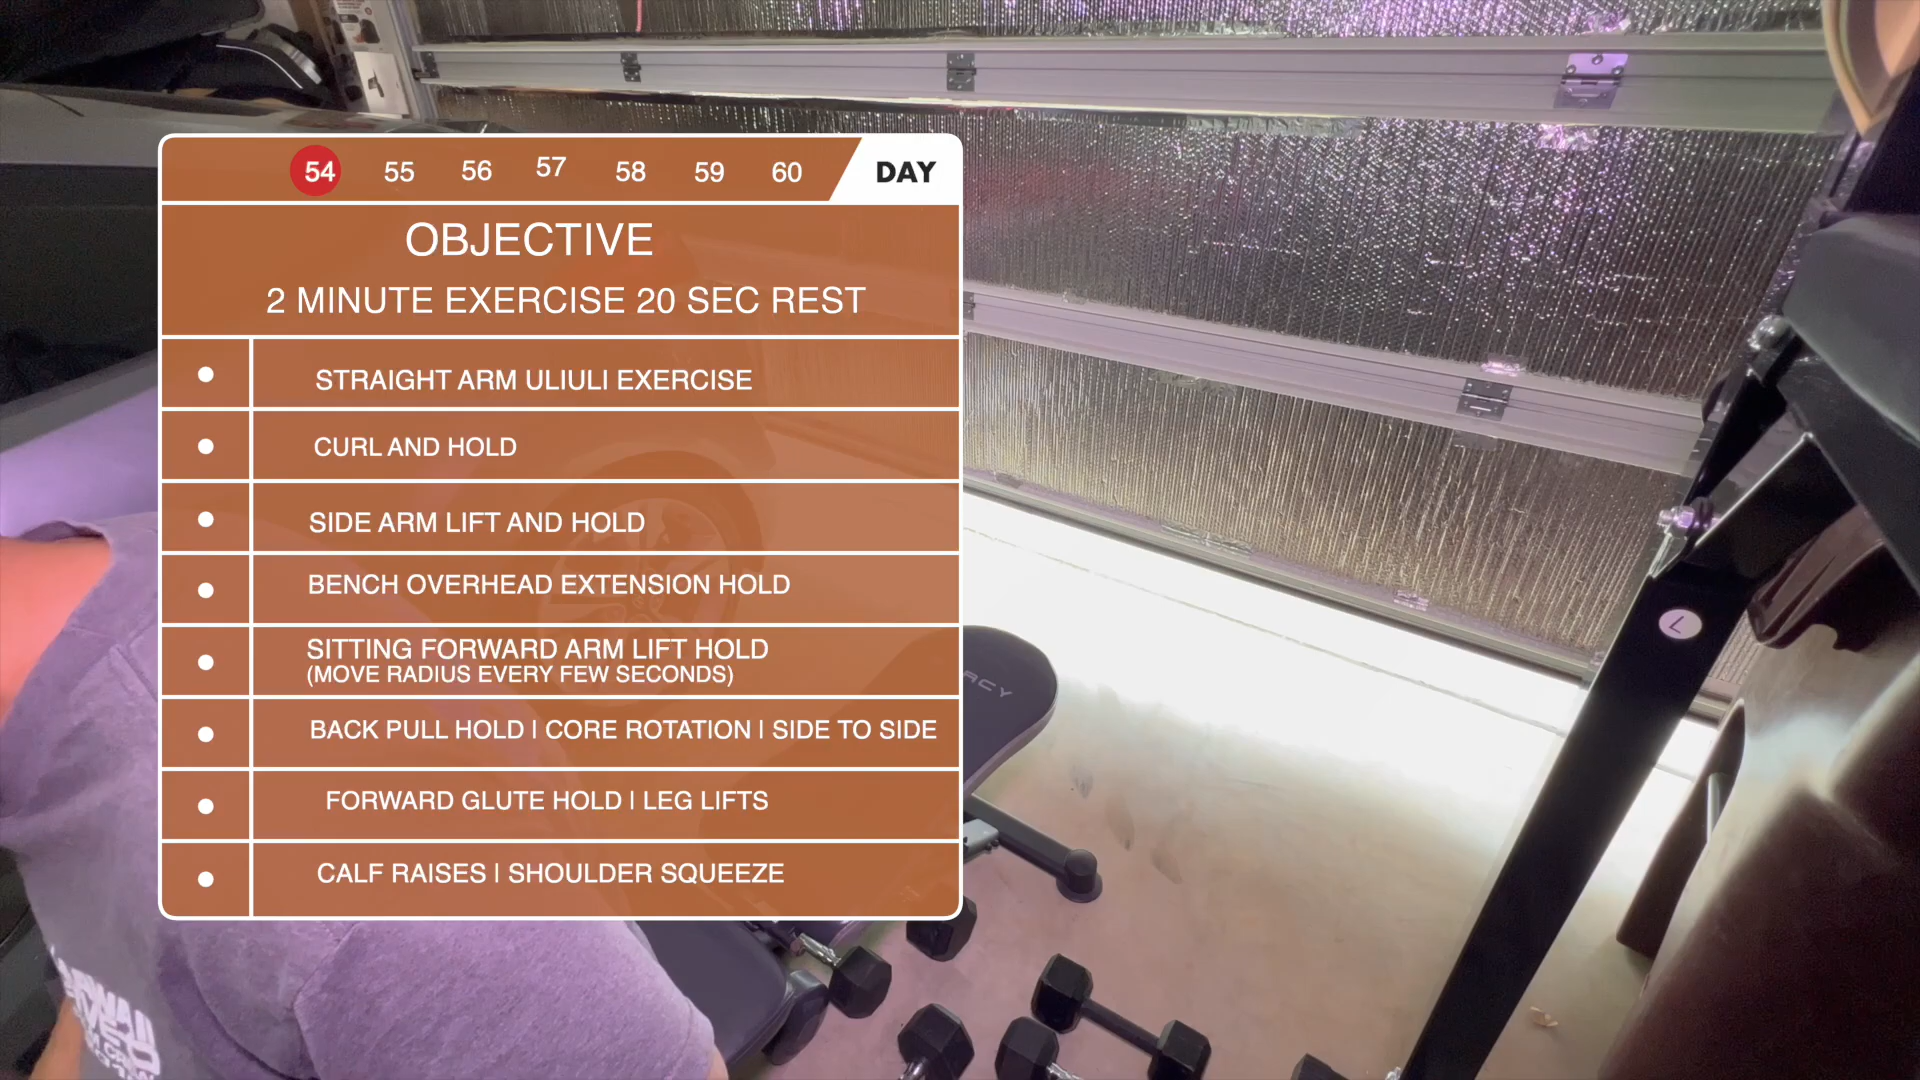 54 55 56 57 58 59 60 DAY
OBJECTIVE
2 MINUTE EXERCISE 20 SEC REST
• STRAIGHT ARM ULIULI EXERCISE
• CURL AND HOLD
• SIDE ARM LIFT AND HOLD
• BENCH OVERHEAD EXTENSION HOLD
• SITTING FORWARD ARM LIFT HOLD
(MOVE RADIUS EVERY FEW SECONDS)
• BACK PULL HOLD | CORE ROTATION | SIDE TO SIDE
• FORWARD GLUTE HOLD | LEG LIFTS
• CALF RAISES | SHOULDER SQUEEZE
L